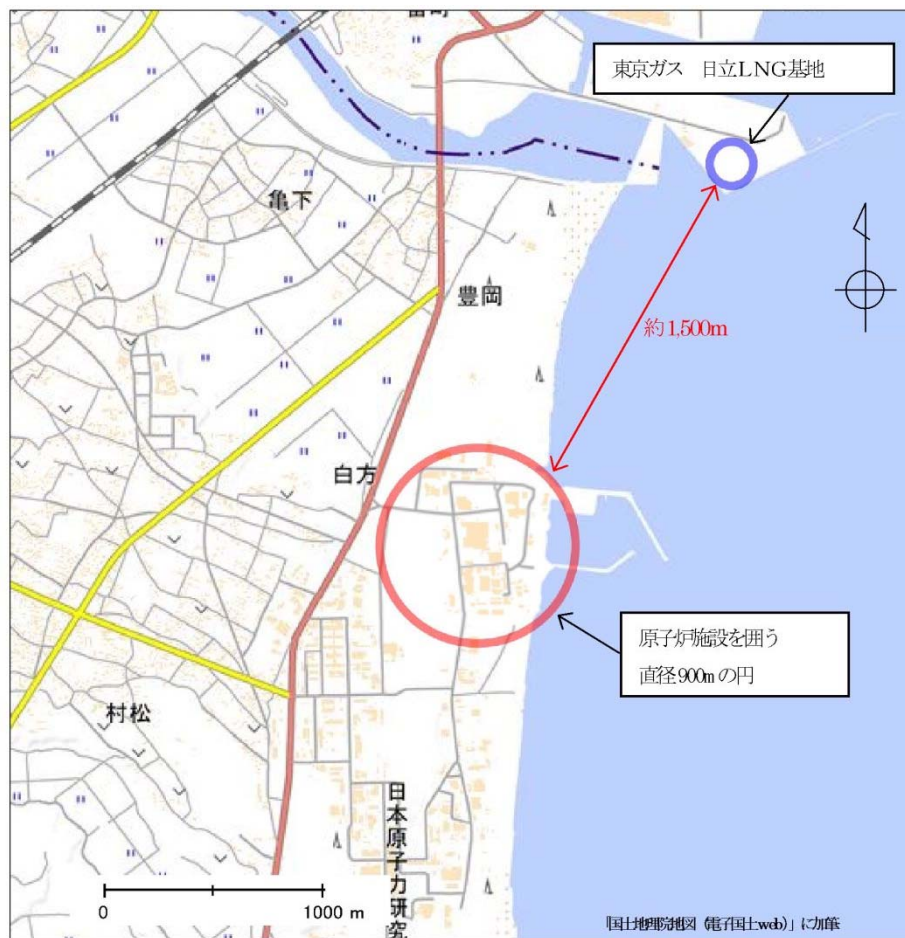 東京ガス　日立LNG基地
亀下
豊岡
約1,500m
白方
原子炉施設を囲う
直径900mの円
村松
日本原子力研究
0
1000 m
「国土地理院地図（電子国土web）」に加筆